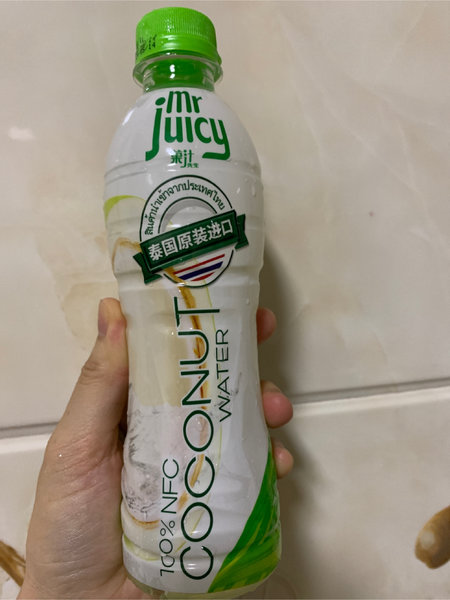 mr
juicy
菓汁
先生
สินค้านำเข้าจากประเทศไทย
泰国原装进口
100% NFC
COCONUT
WATER